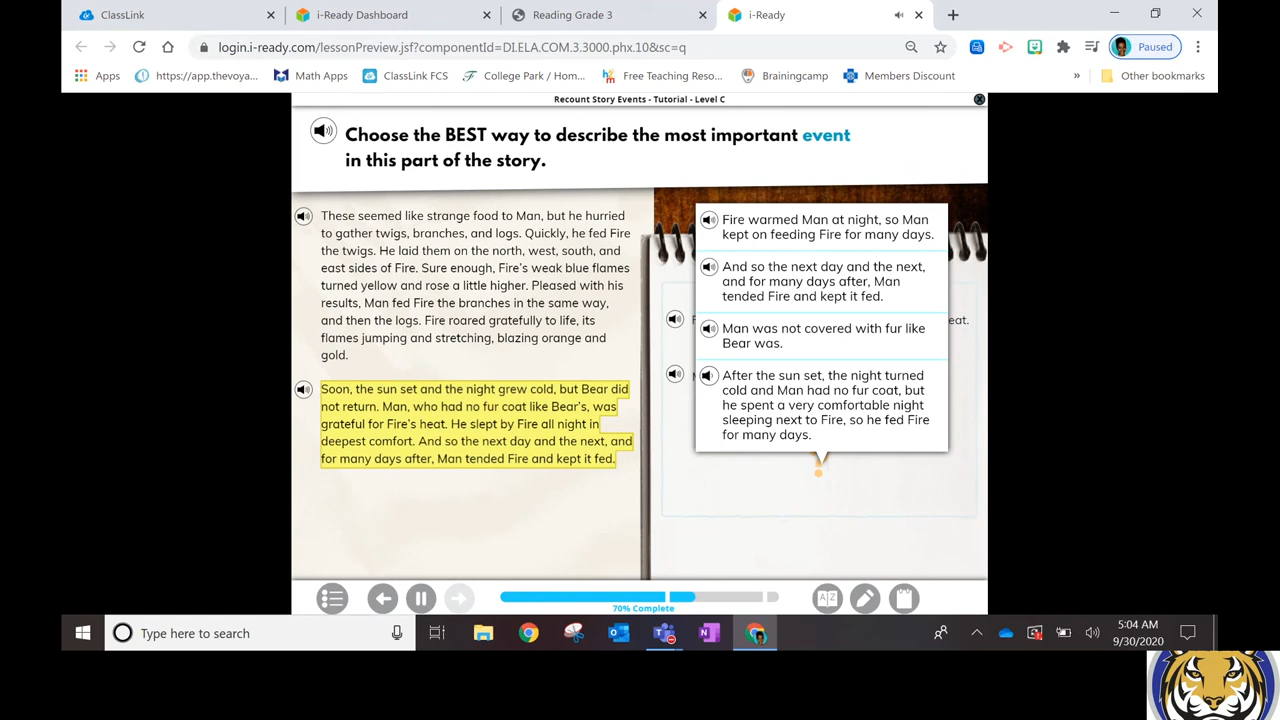 ClassLink
i-Ready Dashboard
Reading Grade 3
i-Ready
login.i-ready.com/lessonPreview.jsf?componentId=DI.ELA.COM.3.3000.phx.10&sc=q
Paused
Apps
https://app.thevoya...
Math Apps
ClassLink FCS
College Park / Hom...
Free Teaching Reso...
Brainingcamp
Members Discount
»
Other bookmarks
Recount Story Events - Tutorial - Level C
Choose the BEST way to describe the most important event
in this part of the story.
These seemed like strange food to Man, but he hurried
to gather twigs, branches, and logs. Quickly, he fed Fire
the twigs. He laid them on the north, west, south, and
east sides of Fire. Sure enough, Fire's weak blue flames
turned yellow and rose a little higher. Pleased with his
results, Man fed Fire the branches in the same way,
and then the logs. Fire roared gratefully to life, its
flames jumping and stretching, blazing orange and
gold.
Soon, the sun set and the night grew cold, but Bear did
not return. Man, who had no fur coat like Bear's, was
grateful for Fire's heat. He slept by Fire all night in
deepest comfort. And so the next day and the next, and
for many days after, Man tended Fire and kept it fed.
Fire warmed Man at night, so Man
kept on feeding Fire for many days.
And so the next day and the next,
and for many days after, Man
tended Fire and kept it fed.
Man was not covered with fur like
Bear was.
After the sun set, the night turned
cold and Man had no fur coat, but
he spent a very comfortable night
sleeping next to Fire, so he fed Fire
for many days.
eat.
70% Complete
A Z
Type here to search
5:04 AM
9/30/2020